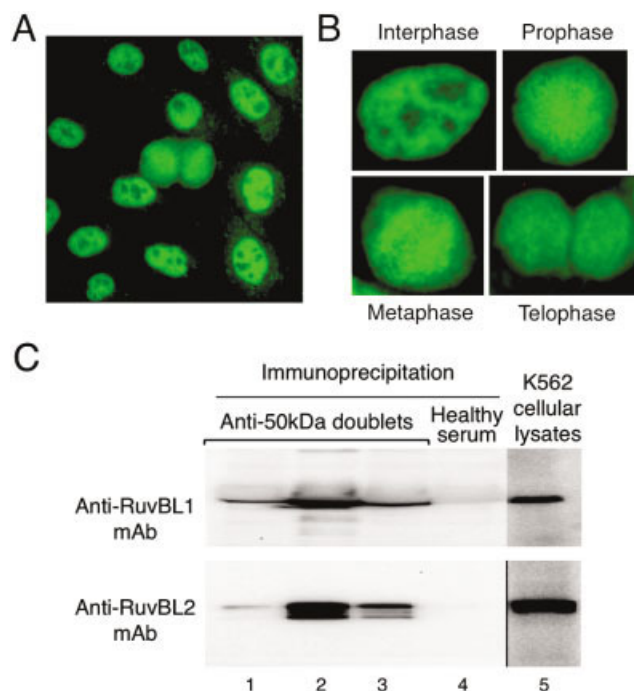 A
B
Interphase
Prophase
Metaphase
Telophase
C
Immunoprecipitation
Anti-50kDa doublets
Healthy
serum
K562
cellular
lysates
Anti-RuvBL1
mAb
Anti-RuvBL2
mAb
1 2 3 4 5